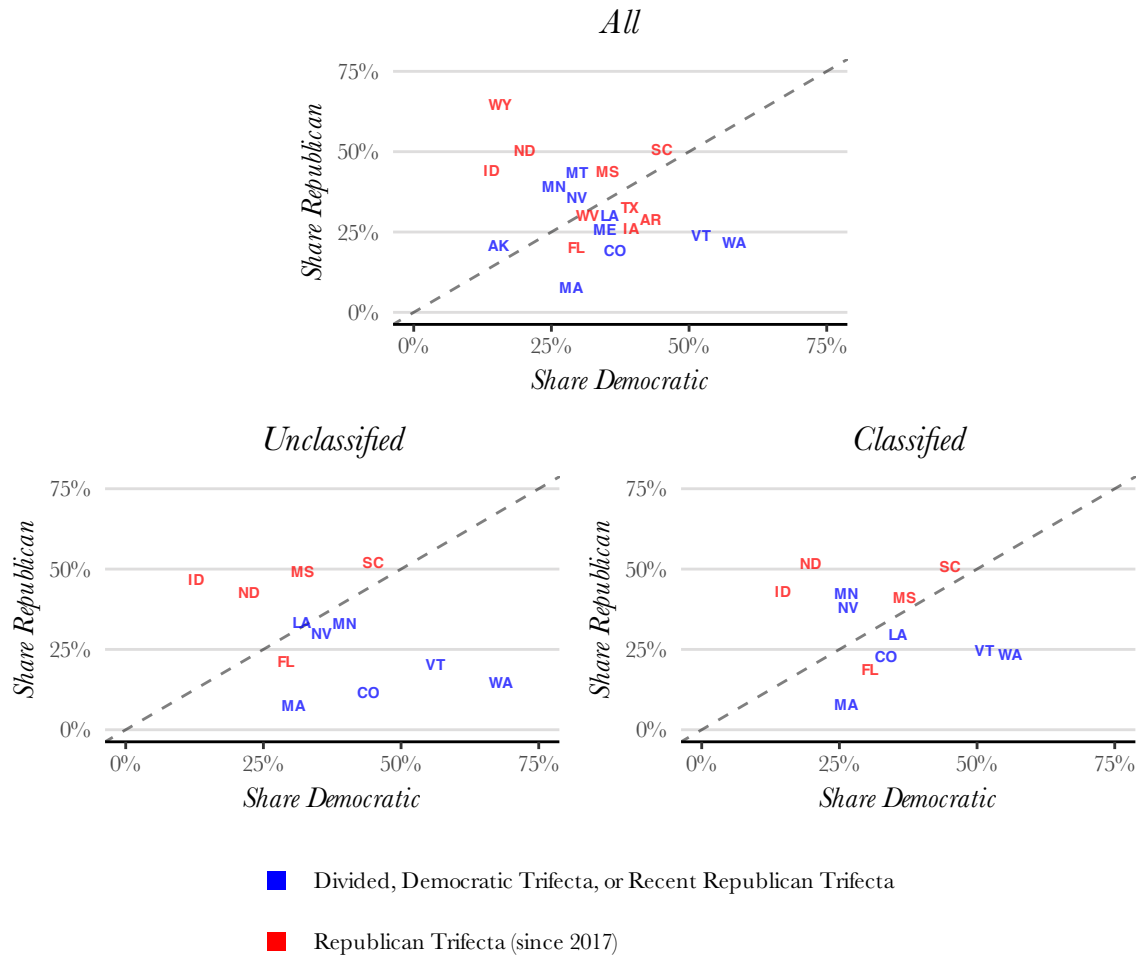 All
75%
50%
25%
0%
Share Republican
WY
ND
SC
ID
MT
MS
MN
NV
TX
WV
LA
AR
ME
IA
VT
AK
FL
CO
WA
MA
0%
25%
50%
75%
Share Democratic
Unclassified
75%
50%
25%
0%
Share Republican
SC
MS
ID
ND
LA
MN
NV
FL
VT
WA
CO
MA
0%
25%
50%
75%
Share Democratic
Classified
75%
50%
25%
0%
Share Republican
ND
SC
ID
MN
MS
NV
LA
CO
VT
WA
FL
MA
0%
25%
50%
75%
Share Democratic
Divided, Democratic Trifecta, or Recent Republican Trifecta
Republican Trifecta (since 2017)